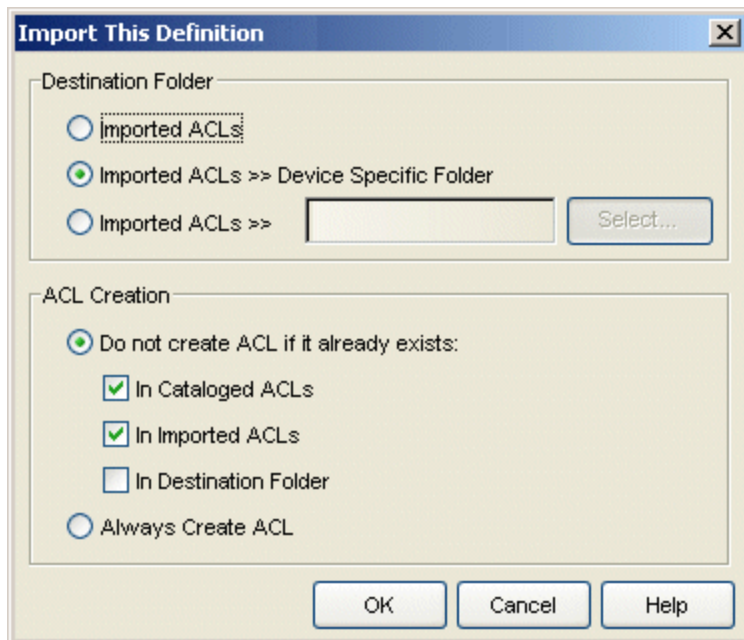 Import This Definition
Destination Folder
Imported ACLs
Imported ACLs >> Device Specific Folder
Imported ACLs >> Select...
ACL Creation
Do not create ACL if it already exists:
In Cataloged ACLs
In Imported ACLs
In Destination Folder
Always Create ACL
OK Cancel Help